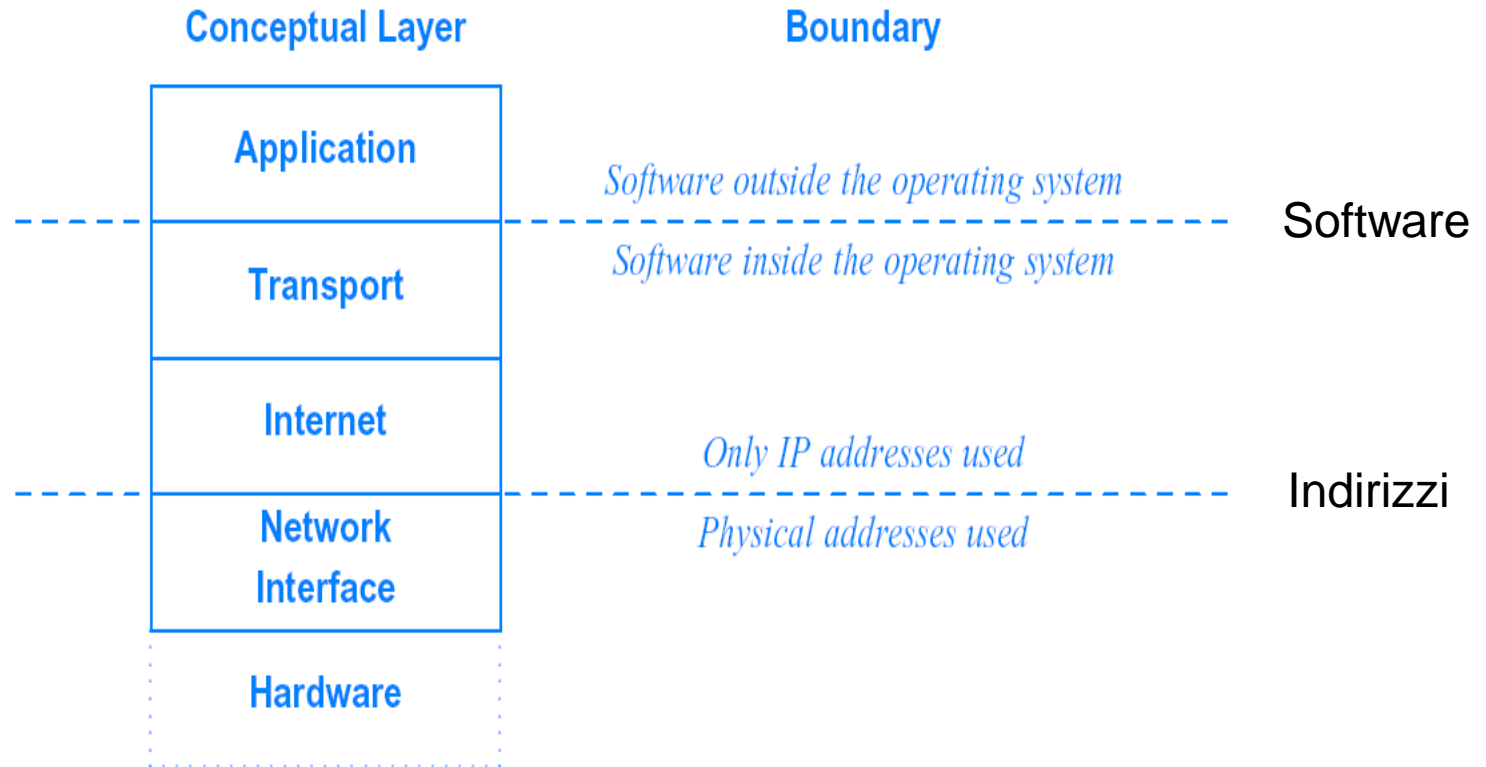 Conceptual Layer Boundary
Application
Software outside the operating system
Software
Software inside the operating system
Transport
Internet
Only IP addresses used
Indirizzi
Physical addresses used
Network
Interface
Hardware